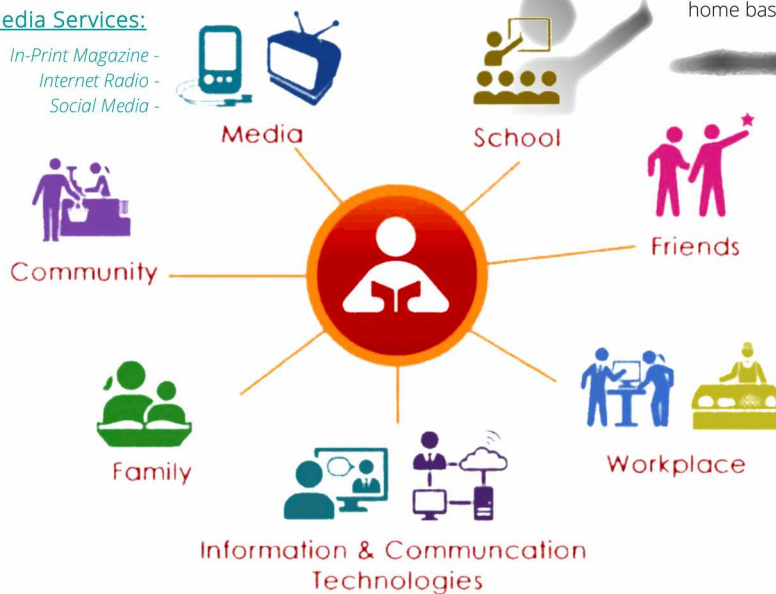 edia Services:
In-Print Magazine -
Internet Radio -
Social Media -
home bas
Media
School
Friends
Community
Family
Workplace
Information & Communcation
Technologies